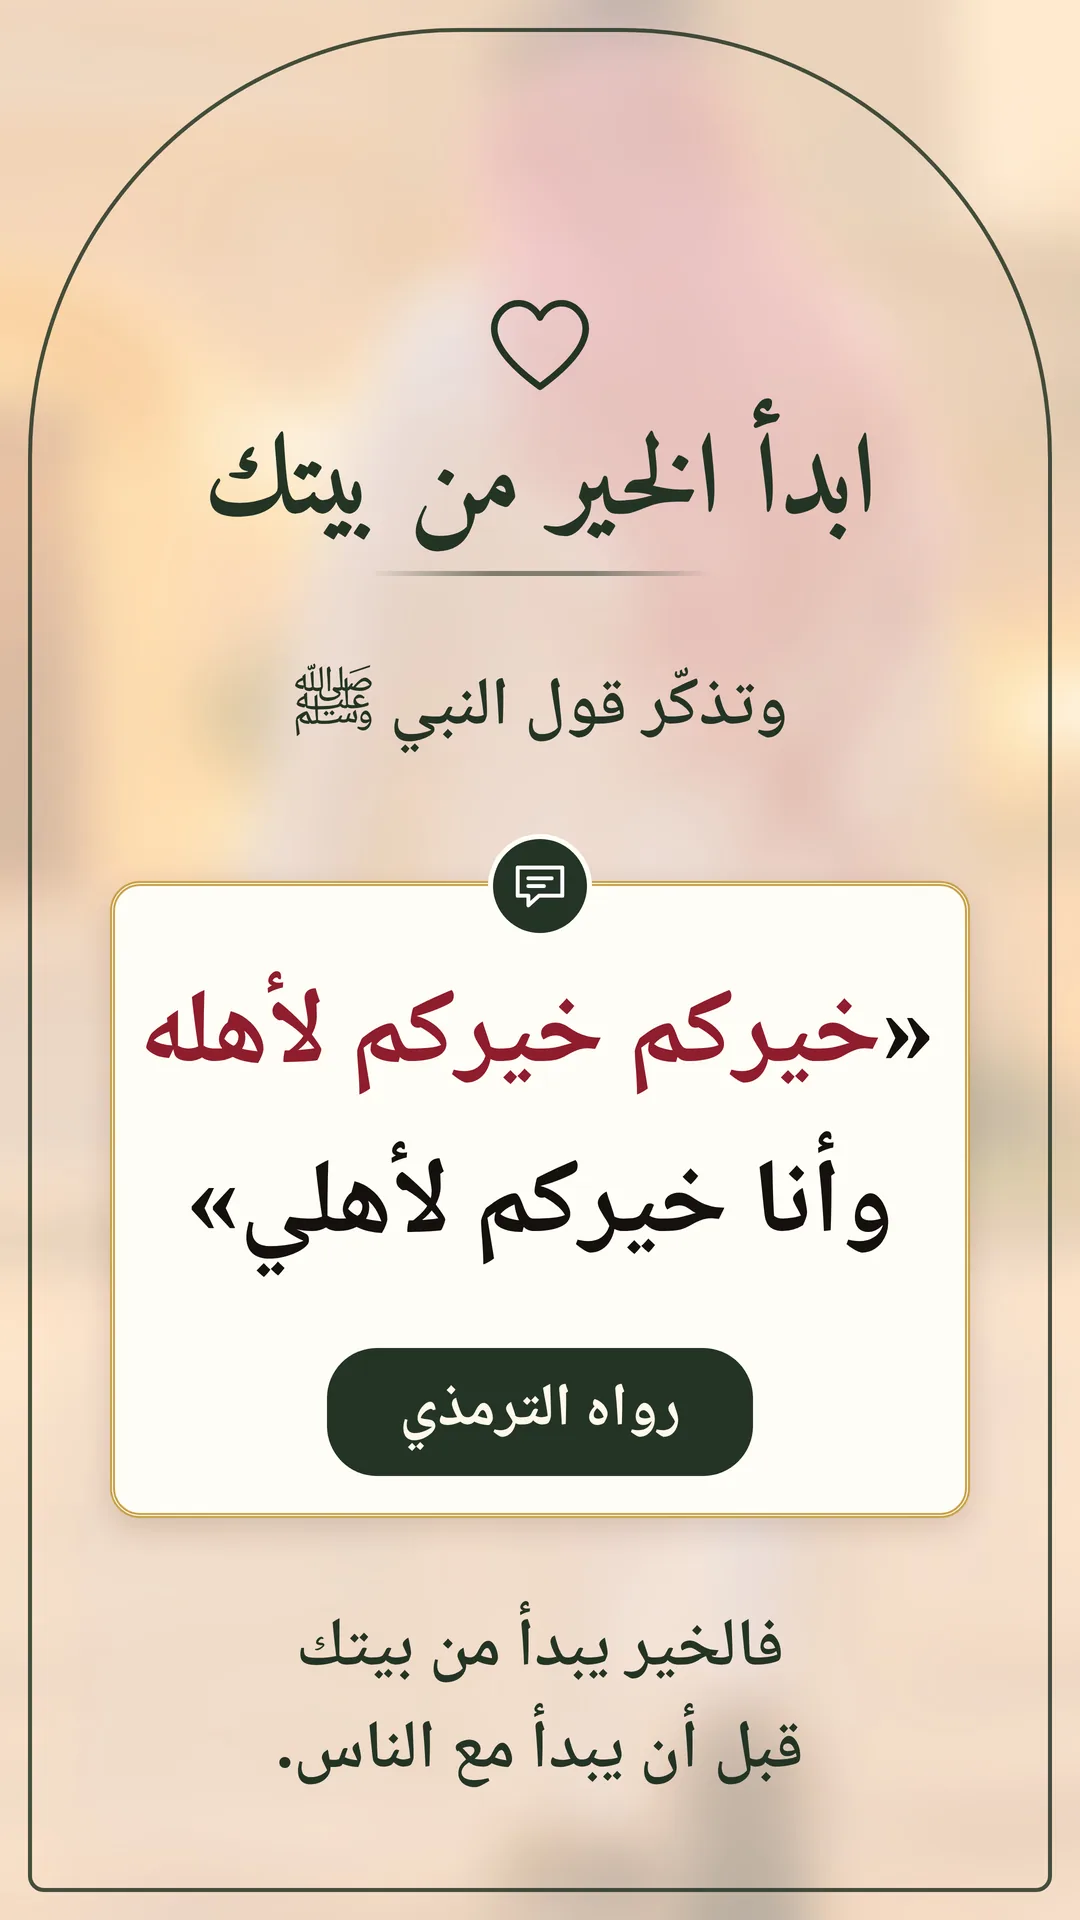 ابدأ الخير من بيتك
وتذكّر قول النبي ﷺ
«خيركم خيركم لأهله
وأنا خيركم لأهلي»
رواه الترمذي
فالخير يبدأ من بيتك
قبل أن يبدأ مع الناس.